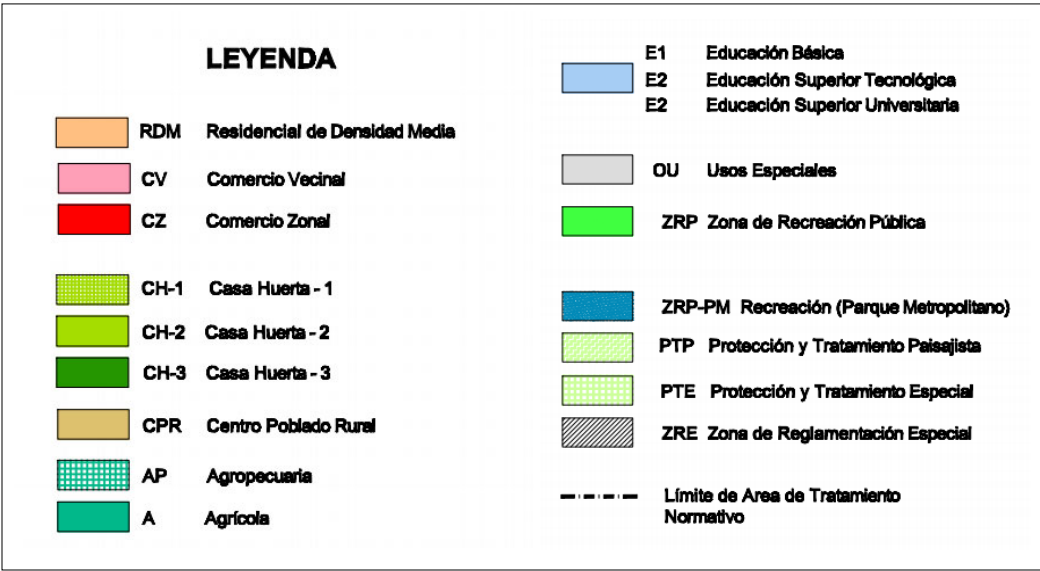 LEYENDA
RDM Residencial de Densidad Media
CV Comercio Vecinal
CZ Comercio Zonal
CH-1 Casa Huerta - 1
CH-2 Casa Huerta - 2
CH-3 Casa Huerta - 3
CPR Centro Poblado Rural
AP Agropecuaria
A Agrícola
E1 Educación Básica
E2 Educación Superior Tecnológica
E2 Educación Superior Universitaria
OU Usos Especiales
ZRP Zona de Recreación Pública
ZRP-PM Recreación (Parque Metropolitano)
PTP Protección y Tratamiento Paisajista
PTE Protección y Tratamiento Especial
ZRE Zona de Reglamentación Especial
Límite de Area de Tratamiento
Normativo